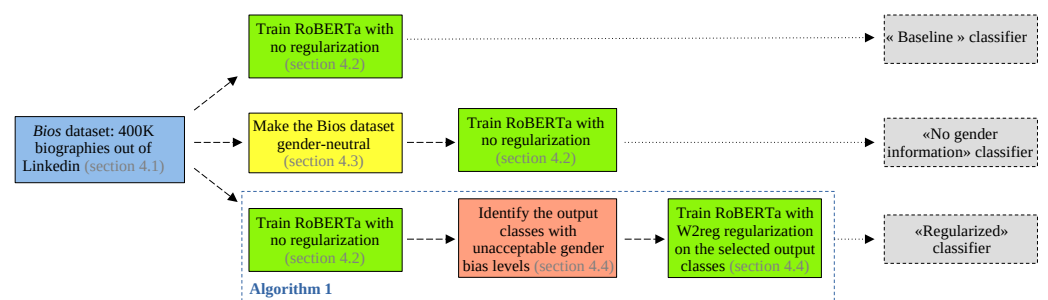 Train RoBERTa with
no regularization
(section 4.2)
« Baseline » classifier
Bios dataset: 400K
biographies out of
Linkedin (section 4.1)
Make the Bios dataset
gender-neutral
(section 4.3)
Train RoBERTa with
no regularization
(section 4.2)
«No gender
information» classifier
Train RoBERTa with
no regularization
(section 4.2)
Identify the output
classes with
unacceptable gender
bias levels (section 4.4)
Train RoBERTa with
W2reg regularization
on the selected output
classes (section 4.4)
«Regularized»
classifier
Algorithm 1